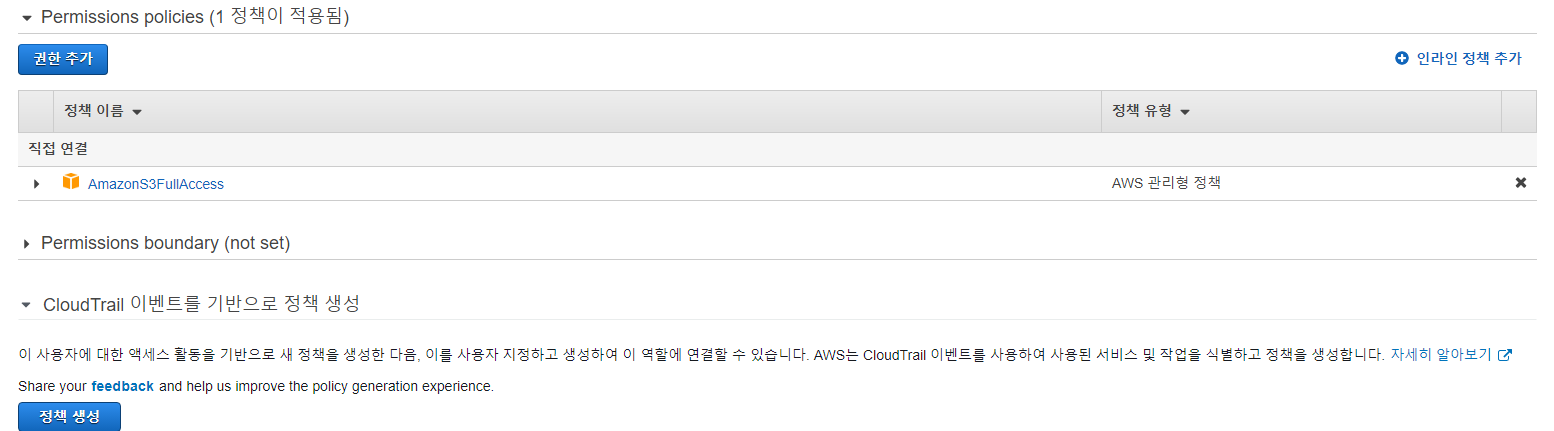 Permissions policies (1 정책이 적용됨)
권한 추가
인라인 정책 추가
정책 이름
정책 유형
직접 연결
AmazonS3FullAccess
AWS 관리형 정책
Permissions boundary (not set)
CloudTrail 이벤트를 기반으로 정책 생성
이 사용자에 대한 액세스 활동을 기반으로 새 정책을 생성한 다음, 이를 사용자 지정하고 생성하여 이 역할에 연결할 수 있습니다. AWS는 CloudTrail 이벤트를 사용하여 사용된 서비스 및 작업을 식별하고 정책을 생성합니다. 자세히 알아보기
Share your feedback and help us improve the policy generation experience.
정책 생성